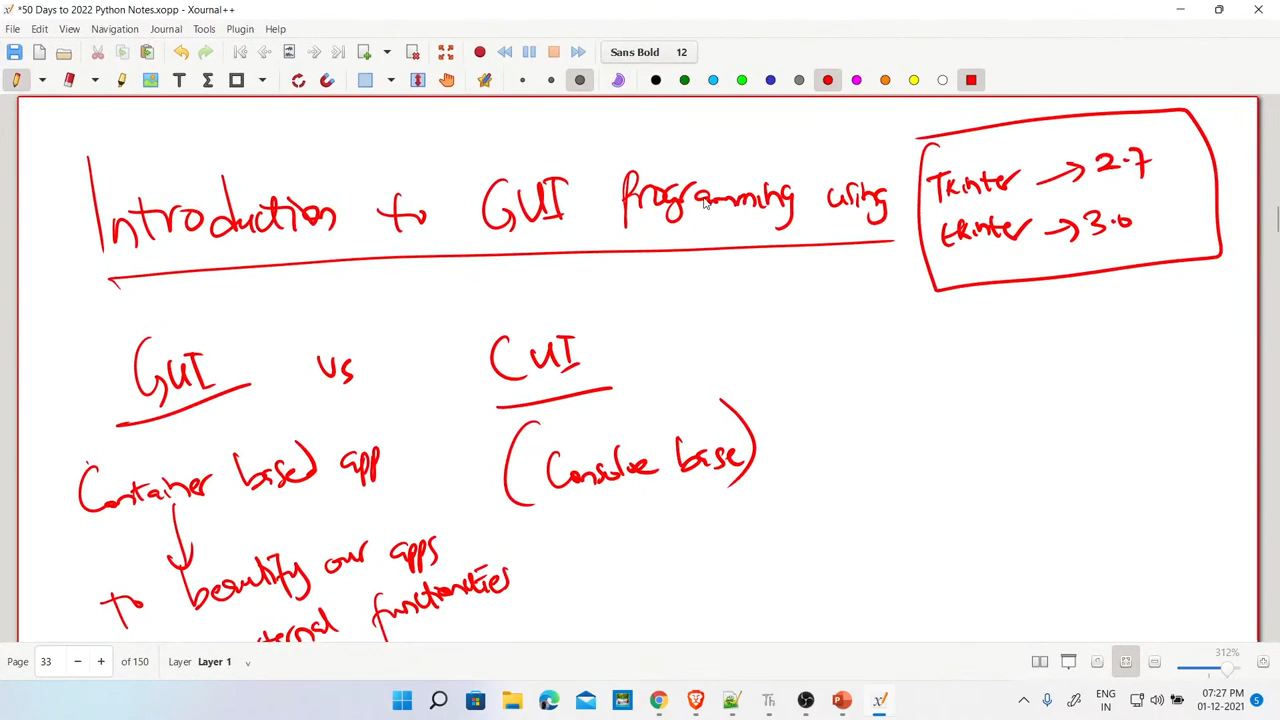 *50 Days to 2022 Python Notes.xopp - Xournal++
File Edit View Navigation Journal Tools Plugin Help
Sans Bold 12
Introduction to GUI Programming using
Tkinter → 2.7
tkinter → 3.0
GUI vs CUI
Container based app
(Console base)
To beautify our apps
functionalities
Page 33 of 150 Layer Layer 1
312%
ENG
IN
07:27 PM
01-12-2021
5